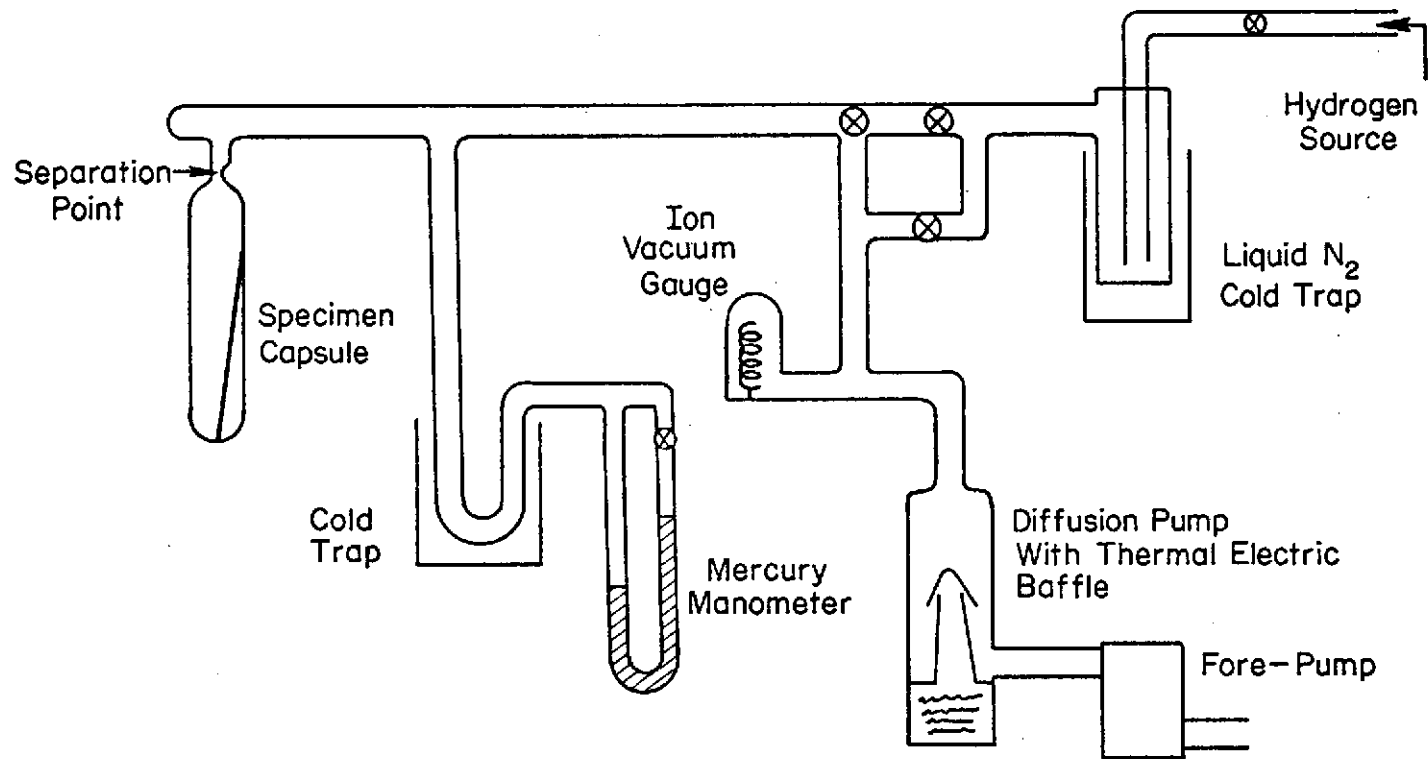 Hydrogen
Source
Separation
Point
Ion
Vacuum
Gauge
Liquid N₂
Cold Trap
Specimen
Capsule
Cold
Trap
Mercury
Manometer
Diffusion Pump
With Thermal Electric
Baffle
Fore-Pump